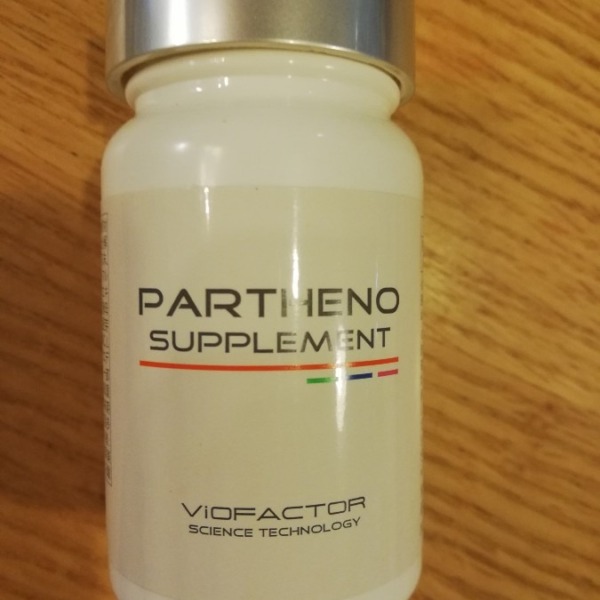 PARTHENO
SUPPLEMENT
ViOFACTOR
SCIENCE TECHNOLOGY